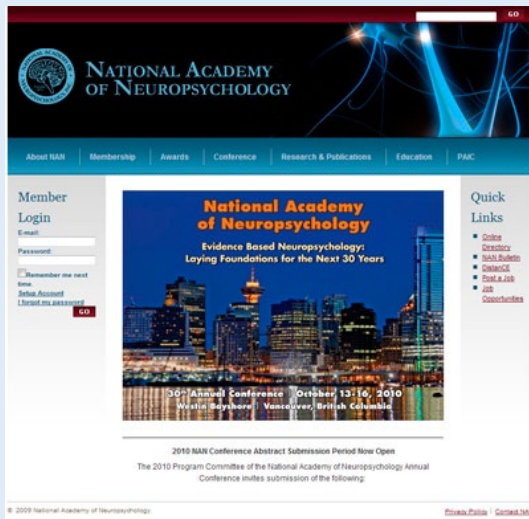 GO
NATIONAL ACADEMY OF
NEUROPSYCHOLOGY
NATIONAL ACADEMY
OF NEUROPSYCHOLOGY
About NAN
Membership
Awards
Conference
Research & Publications
Education
PAIC
Member
Login
E-mail:
Password:
Remember me next
time.
Setup Account
I forgot my password
GO
National Academy
of Neuropsychology
Evidence Based Neuropsychology:
Laying Foundations for the Next 30 Years
30th Annual Conference | October 13-16, 2010
Westin Bayshore | Vancouver, British Columbia
2010 NAN Conference Abstract Submission Period Now Open
The 2010 Program Committee of the National Academy of Neuropsychology Annual
Conference invites submission of the following:
Quick
Links
Online
Directory
NAN Bulletin
DistanCE
Post a Job
Job
Opportunities
© 2009 National Academy of Neuropsychology
Privacy Policy | Contact NA